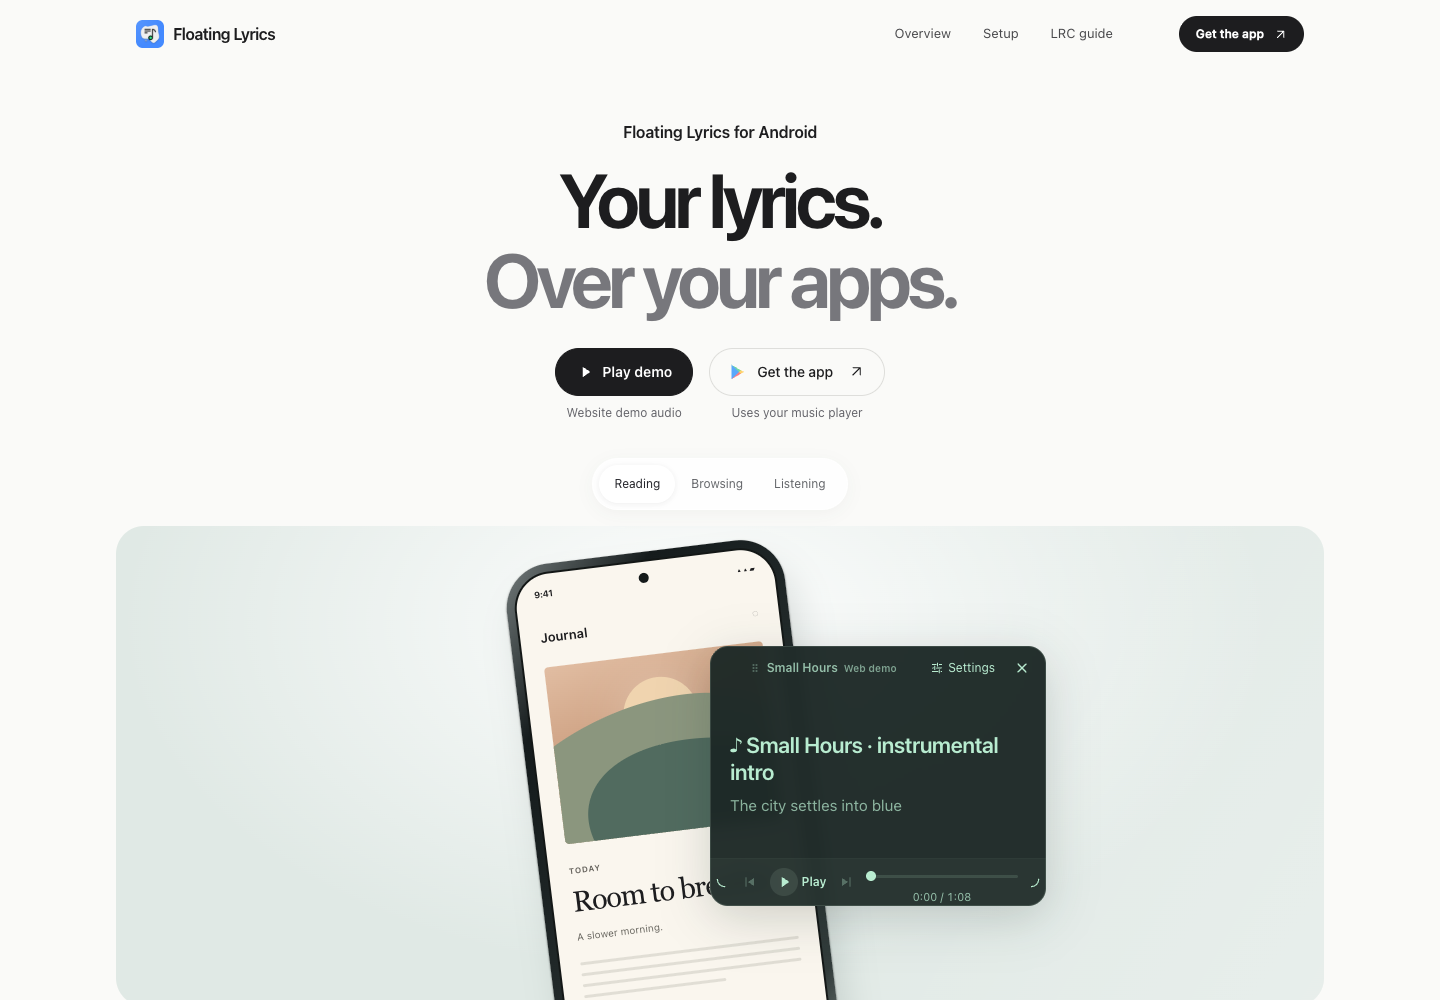 Floating Lyrics
Overview
Setup
LRC guide
Get the app
Floating Lyrics for Android
Your lyrics.
Over your apps.
Play demo
Get the app
Website demo audio
Uses your music player
Reading
Browsing
Listening
9:41
Journal
Small Hours Web demo
Settings
♪ Small Hours · instrumental
intro
The city settles into blue
Play
0:00 / 1:08
TODAY
Room to bre
A slower morning.